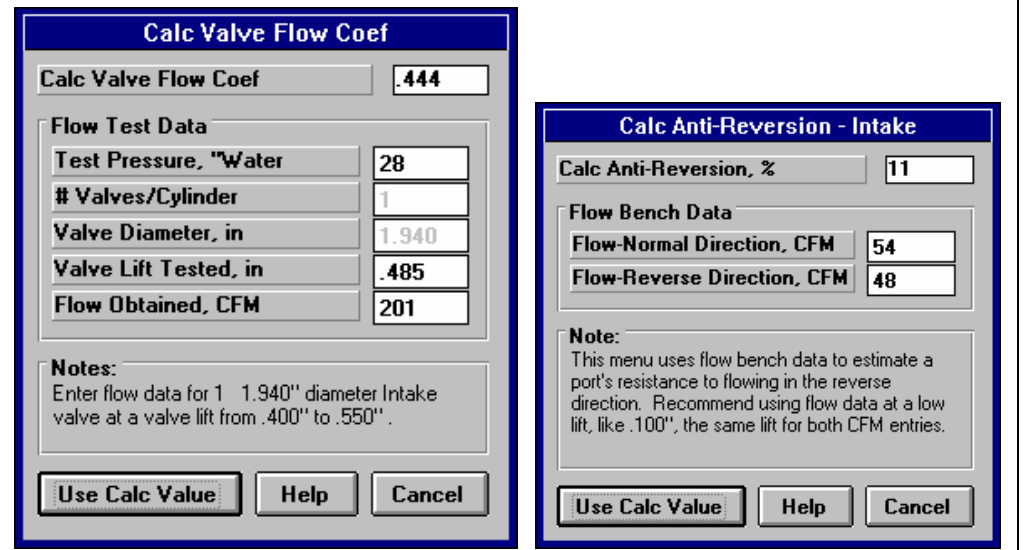 Calc Valve Flow Coef
Calc Valve Flow Coef .444
Flow Test Data
Test Pressure, "Water 28
# Valves/Cylinder 1
Valve Diameter, in 1.940
Valve Lift Tested, in .485
Flow Obtained, CFM 201
Notes:
Enter flow data for 1   1.940" diameter Intake
valve at a valve lift from .400" to .550" .
Use Calc Value Help Cancel
Calc Anti-Reversion - Intake
Calc Anti-Reversion, % 11
Flow Bench Data
Flow-Normal Direction, CFM 54
Flow-Reverse Direction, CFM 48
Note:
This menu uses flow bench data to estimate a
port's resistance to flowing in the reverse
direction.  Recommend using flow data at a low
lift, like .100", the same lift for both CFM entries.
Use Calc Value Help Cancel